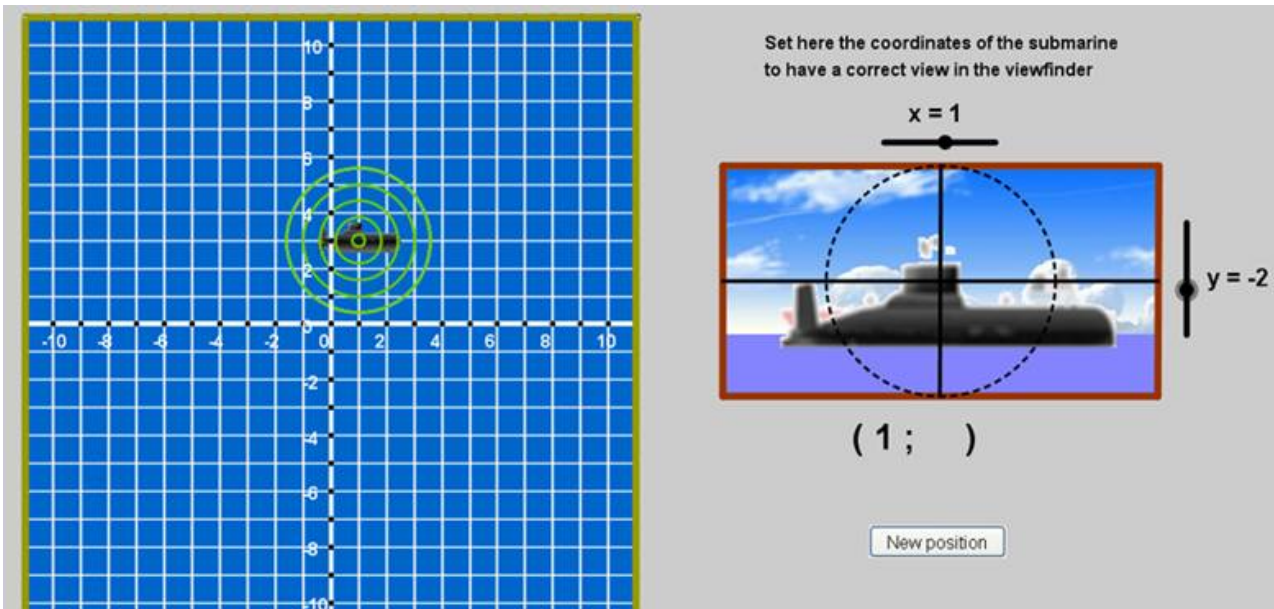 10
8
6
4
2
0
-10 -8 -6 -4 -2 0 2 4 6 8 10
-2
-4
-6
-8
-10
Set here the coordinates of the submarine
to have a correct view in the viewfinder
x = 1
y = -2
( 1 ; )
New position